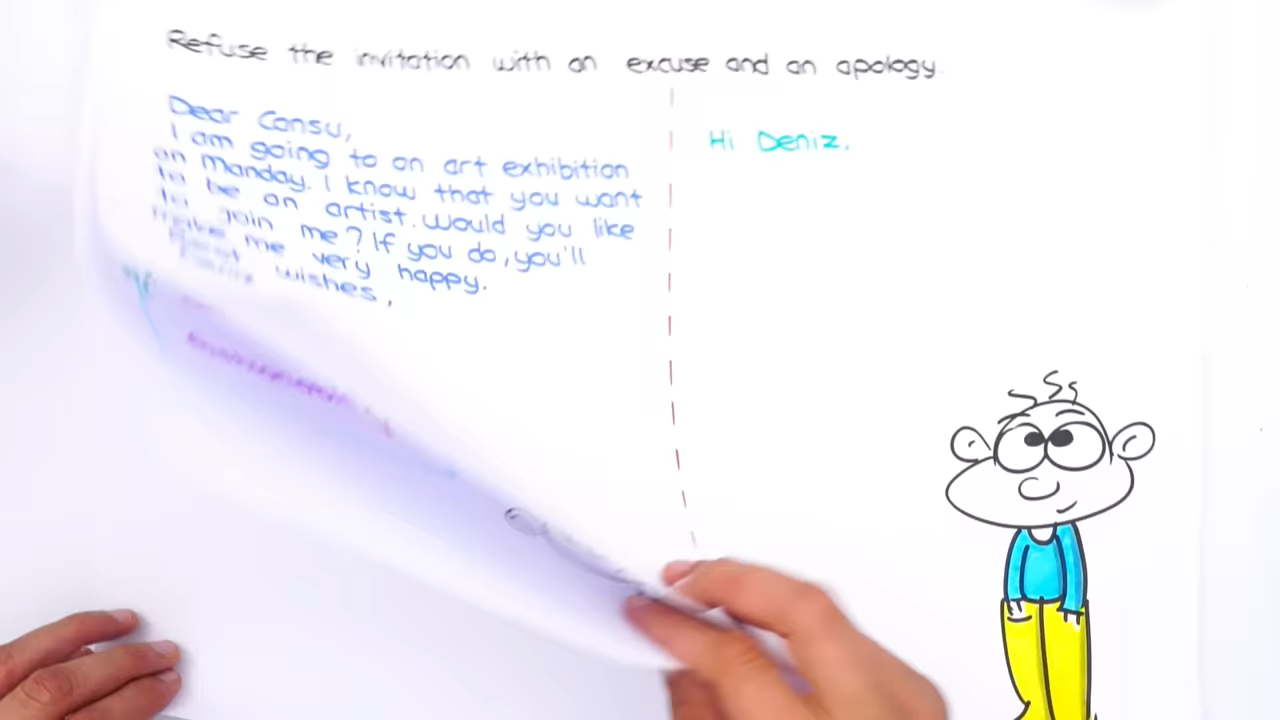 Refuse the invitation with an excuse and an apology.
Dear Cansu,
I am going to an art exhibition
on Manday. I know that you want
to be an artist. Would you like
to join me? If you do, you'll
make me very happy.
wishes,
Hi Deniz,